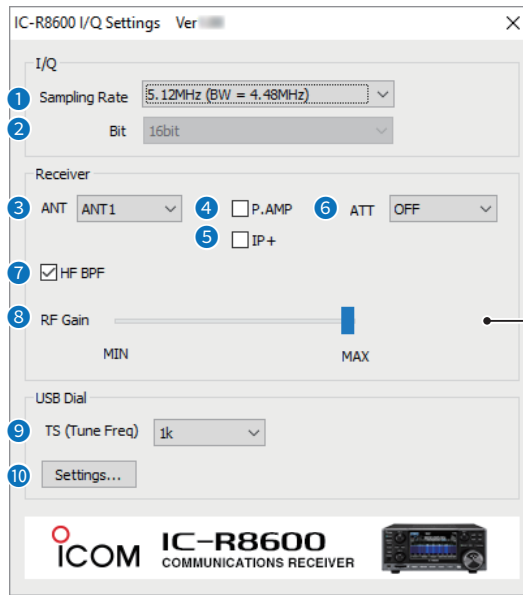 IC-R8600 I/Q Settings Ver
I/Q
1 Sampling Rate 5.12MHz (BW = 4.48MHz)
2 Bit 16bit
Receiver
3 ANT ANT1 4 P.AMP 6 ATT OFF
5 IP+
7 HF BPF
8 RF Gain
MIN MAX
USB Dial
9 TS (Tune Freq) 1k
10 Settings...
ICOM IC-R8600
COMMUNICATIONS RECEIVER